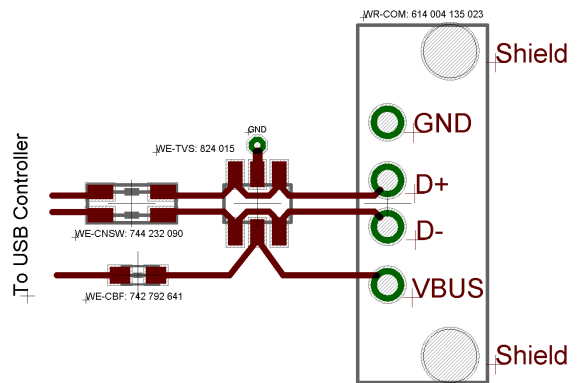 WR-COM: 614 004 135 023
Shield
GND
GND
WE-TVS: 824 015
D+
To USB Controller
WE-CNSW: 744 232 090
D-
VBUS
WE-CBF: 742 792 641
Shield